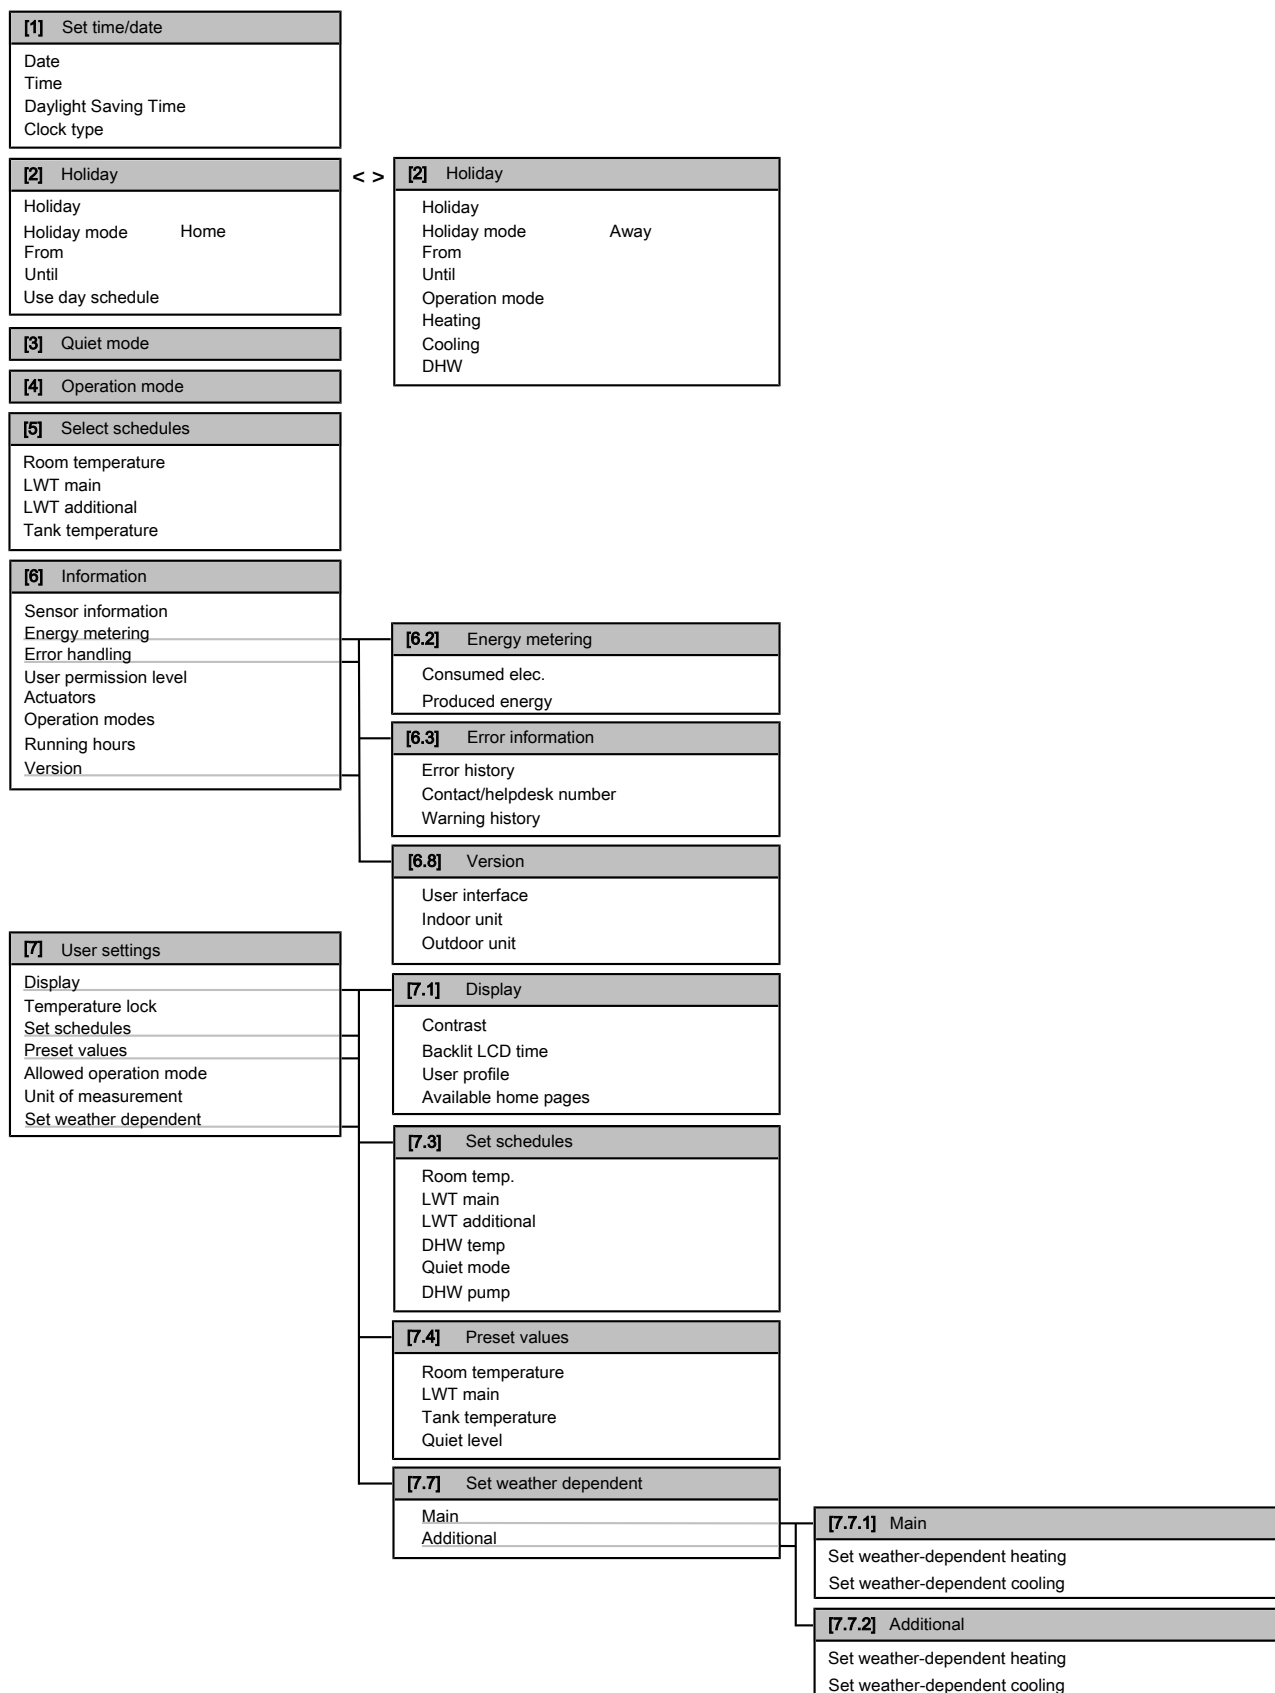 [1] Set time/date
Date
Time
Daylight Saving Time
Clock type
[2] Holiday
Holiday
Holiday mode Home
From
Until
Use day schedule
< >
[2] Holiday
Holiday
Holiday mode Away
From
Until
Operation mode
Heating
Cooling
DHW
[3] Quiet mode
[4] Operation mode
[5] Select schedules
Room temperature
LWT main
LWT additional
Tank temperature
[6] Information
Sensor information
Energy metering
Error handling
User permission level
Actuators
Operation modes
Running hours
Version
[6.2] Energy metering
Consumed elec.
Produced energy
[6.3] Error information
Error history
Contact/helpdesk number
Warning history
[6.8] Version
User interface
Indoor unit
Outdoor unit
[7] User settings
Display
Temperature lock
Set schedules
Preset values
Allowed operation mode
Unit of measurement
Set weather dependent
[7.1] Display
Contrast
Backlit LCD time
User profile
Available home pages
[7.3] Set schedules
Room temp.
LWT main
LWT additional
DHW temp
Quiet mode
DHW pump
[7.4] Preset values
Room temperature
LWT main
Tank temperature
Quiet level
[7.7] Set weather dependent
Main
Additional
[7.7.1] Main
Set weather-dependent heating
Set weather-dependent cooling
[7.7.2] Additional
Set weather-dependent heating
Set weather-dependent cooling